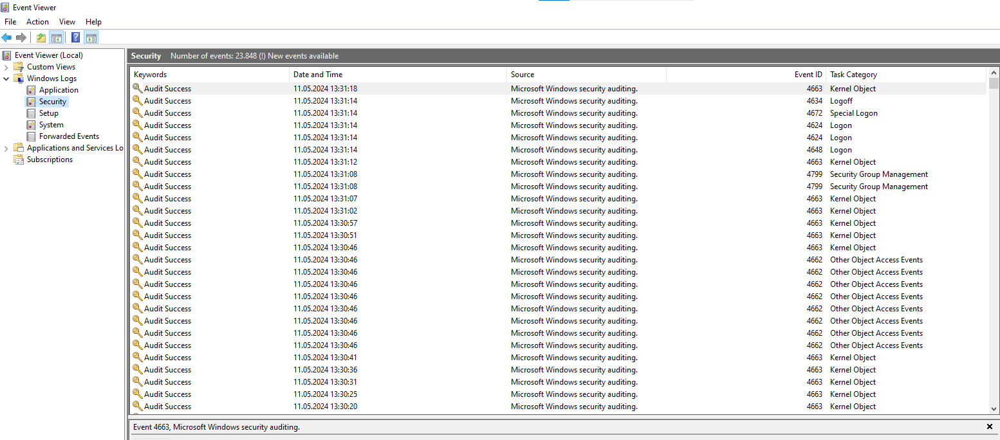 Event Viewer
File Action View Help
Event Viewer (Local)
Custom Views
Windows Logs
Application
Security
Setup
System
Forwarded Events
Applications and Services Lo
Subscriptions
Security Number of events: 23.848 (!) New events available
Keywords Date and Time Source Event ID Task Category
Audit Success 11.05.2024 13:31:18 Microsoft Windows security auditing. 4663 Kernel Object
Audit Success 11.05.2024 13:31:14 Microsoft Windows security auditing. 4634 Logoff
Audit Success 11.05.2024 13:31:14 Microsoft Windows security auditing. 4672 Special Logon
Audit Success 11.05.2024 13:31:14 Microsoft Windows security auditing. 4624 Logon
Audit Success 11.05.2024 13:31:14 Microsoft Windows security auditing. 4624 Logon
Audit Success 11.05.2024 13:31:14 Microsoft Windows security auditing. 4648 Logon
Audit Success 11.05.2024 13:31:12 Microsoft Windows security auditing. 4663 Kernel Object
Audit Success 11.05.2024 13:31:08 Microsoft Windows security auditing. 4799 Security Group Management
Audit Success 11.05.2024 13:31:08 Microsoft Windows security auditing. 4799 Security Group Management
Audit Success 11.05.2024 13:31:07 Microsoft Windows security auditing. 4663 Kernel Object
Audit Success 11.05.2024 13:31:02 Microsoft Windows security auditing. 4663 Kernel Object
Audit Success 11.05.2024 13:30:57 Microsoft Windows security auditing. 4663 Kernel Object
Audit Success 11.05.2024 13:30:51 Microsoft Windows security auditing. 4663 Kernel Object
Audit Success 11.05.2024 13:30:46 Microsoft Windows security auditing. 4663 Kernel Object
Audit Success 11.05.2024 13:30:46 Microsoft Windows security auditing. 4662 Other Object Access Events
Audit Success 11.05.2024 13:30:46 Microsoft Windows security auditing. 4662 Other Object Access Events
Audit Success 11.05.2024 13:30:46 Microsoft Windows security auditing. 4662 Other Object Access Events
Audit Success 11.05.2024 13:30:46 Microsoft Windows security auditing. 4662 Other Object Access Events
Audit Success 11.05.2024 13:30:46 Microsoft Windows security auditing. 4662 Other Object Access Events
Audit Success 11.05.2024 13:30:46 Microsoft Windows security auditing. 4662 Other Object Access Events
Audit Success 11.05.2024 13:30:46 Microsoft Windows security auditing. 4662 Other Object Access Events
Audit Success 11.05.2024 13:30:46 Microsoft Windows security auditing. 4662 Other Object Access Events
Audit Success 11.05.2024 13:30:41 Microsoft Windows security auditing. 4663 Kernel Object
Audit Success 11.05.2024 13:30:36 Microsoft Windows security auditing. 4663 Kernel Object
Audit Success 11.05.2024 13:30:31 Microsoft Windows security auditing. 4663 Kernel Object
Audit Success 11.05.2024 13:30:25 Microsoft Windows security auditing. 4663 Kernel Object
Audit Success 11.05.2024 13:30:20 Microsoft Windows security auditing. 4663 Kernel Object
Event 4663, Microsoft Windows security auditing.